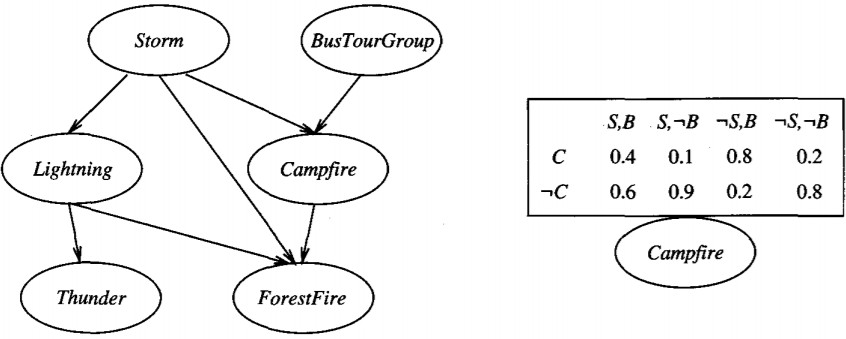 Storm
BusTourGroup
Lightning
Campfire
Thunder
ForestFire
S,B S,¬B ¬S,B ¬S,¬B
C 0.4 0.1 0.8 0.2
¬C 0.6 0.9 0.2 0.8
Campfire